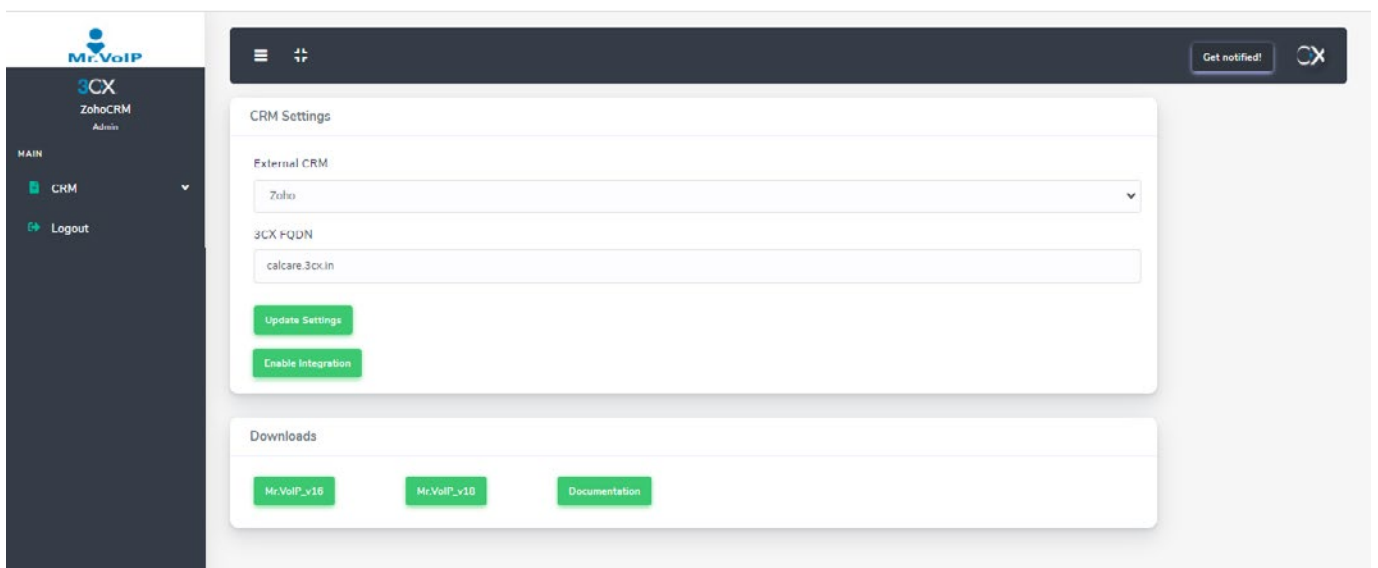 Mr.VoIP
3CX
ZohoCRM
Admin
MAIN
CRM
Logout
Get notified!
CX
CRM Settings
External CRM
Zoho
3CX FQDN
calcare.3cx.in
Update Settings
Enable Integration
Downloads
Mr.VoIP_v16
Mr.VoIP_v18
Documentation